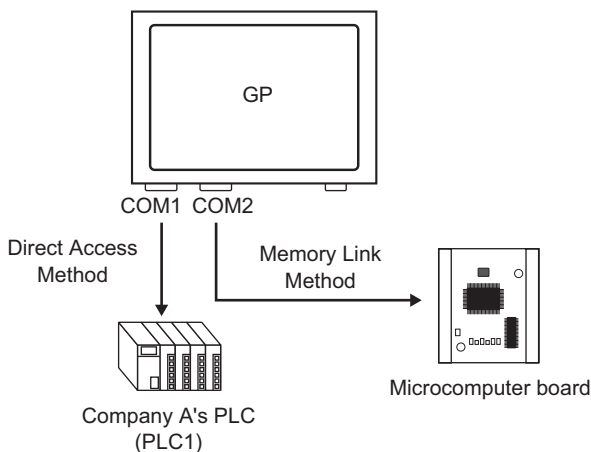 GP
COM1 COM2
Direct Access
Method
Memory Link
Method
Microcomputer board
Company A's PLC
(PLC1)